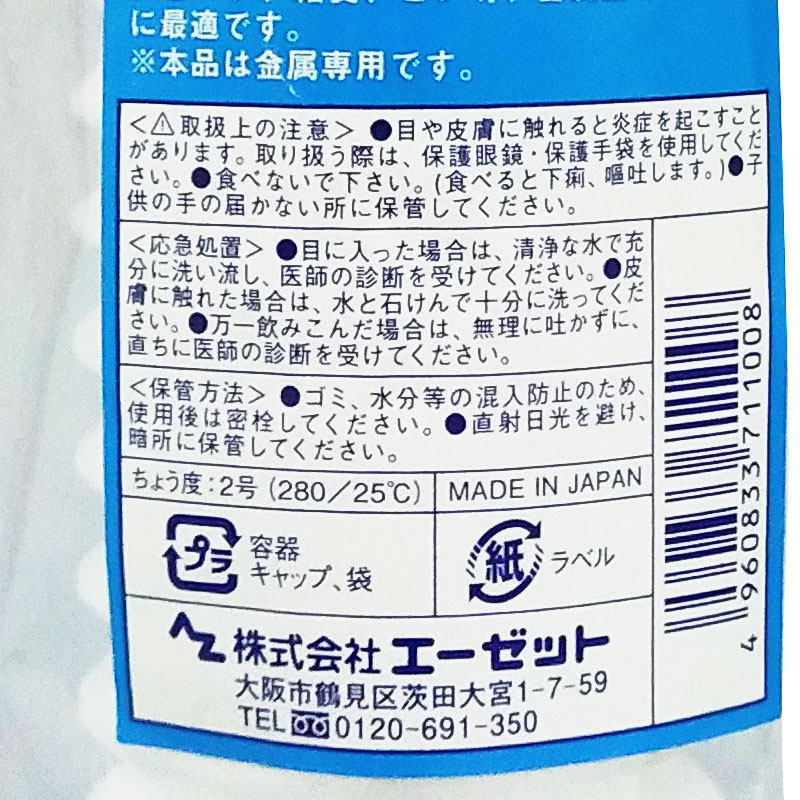 に最適です。
※本品は金属専用です。
＜⚠取扱上の注意＞ ●目や皮膚に触れると炎症を起こすこと
があります。取り扱う際は、保護眼鏡・保護手袋を使用してくだ
さい。●食べないで下さい。(食べると下痢、嘔吐します。)●子
供の手の届かない所に保管してください。
＜応急処置＞ ●目に入った場合は、清浄な水で充
分に洗い流し、医師の診断を受けてください。●皮
膚に触れた場合は、水と石けんで十分に洗ってくだ
さい。●万一飲みこんだ場合は、無理に吐かずに、
直ちに医師の診断を受けてください。
＜保管方法＞ ●ゴミ、水分等の混入防止のため、
使用後は密栓してください。●直射日光を避け、
暗所に保管してください。
ちょう度：2号（280／25℃）
MADE IN JAPAN
プラ
容器
キャップ、袋
紙
ラベル
AZ 株式会社 エーゼット
大阪市鶴見区茨田大宮1-7-59
TEL 0120-691-350
4 960833 711008